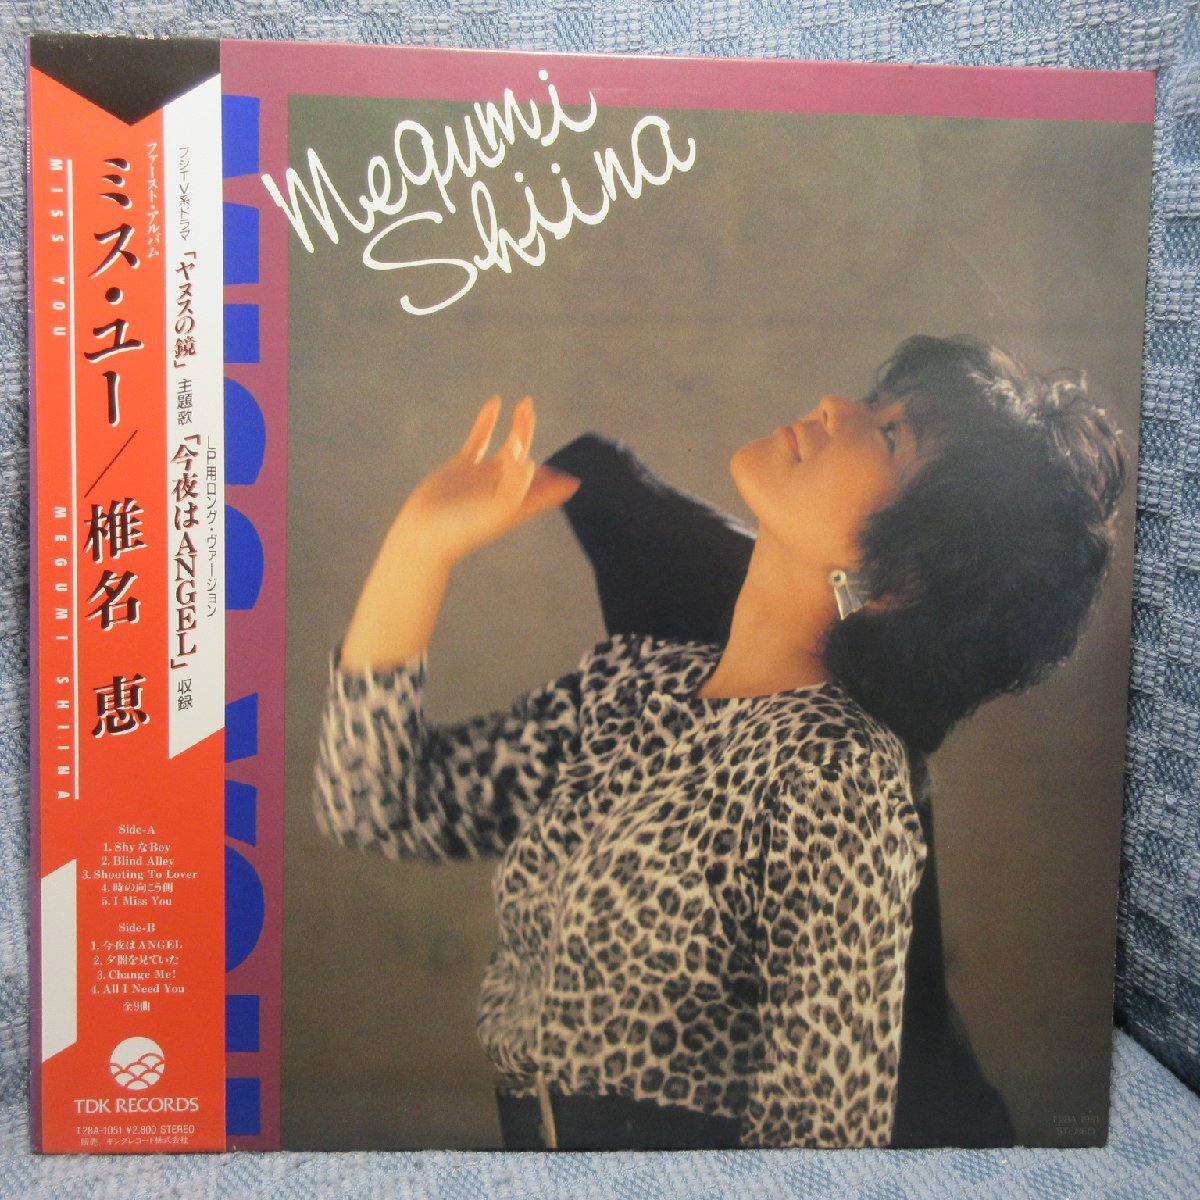 Megumi
Shiina
フジTV系ドラマ「ヤヌスの鏡」主題歌「今夜はANGEL」収録
LP用ロング・ヴァージョン
ファースト・アルバム
ミス・ユー／椎名 恵
MISS YOU MEGUMI SHIINA
Side-A
1. ShyなBoy
2. Blind Alley
3. Shooting To Lover
4. 時の向こう側
5. I Miss You
Side-B
1. 今夜はANGEL
2. 夕闇を見ていた
3. Change Me!
4. All I Need You
全9曲
TDK RECORDS
T28A-1051 ¥2,800 STEREO
販売 キングレコード株式会社
T28A-1051
STEREO